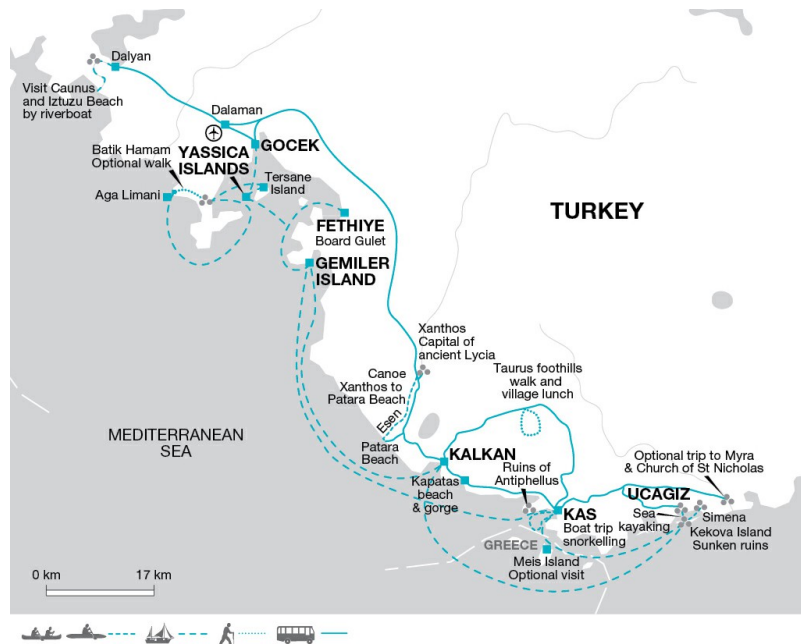 Dalyan
Visit Caunus
and Iztuzu Beach
by riverboat
Dalaman
Batik Hamam
Optional walk
YASSICA
ISLANDS
GOCEK
Tersane
Island
Aga Limani
FETHIYE
Board Gulet
GEMILER
ISLAND
TURKEY
Xanthos
Capital of
ancient Lycia
Canoe
Xanthos to
Patara Beach
Esen
Taurus foothills
walk and
village lunch
MEDITERRANEAN
SEA
Patara
Beach
KALKAN
Kapatas
beach
& gorge
Ruins of
Antiphellus
Optional trip to Myra
& Church of St Nicholas
UCAGIZ
KAS
Boat trip
snorkelling
Sea
kayaking
Simena
Kekova Island
Sunken ruins
GREECE
Meis Island
Optional visit
0 km
17 km